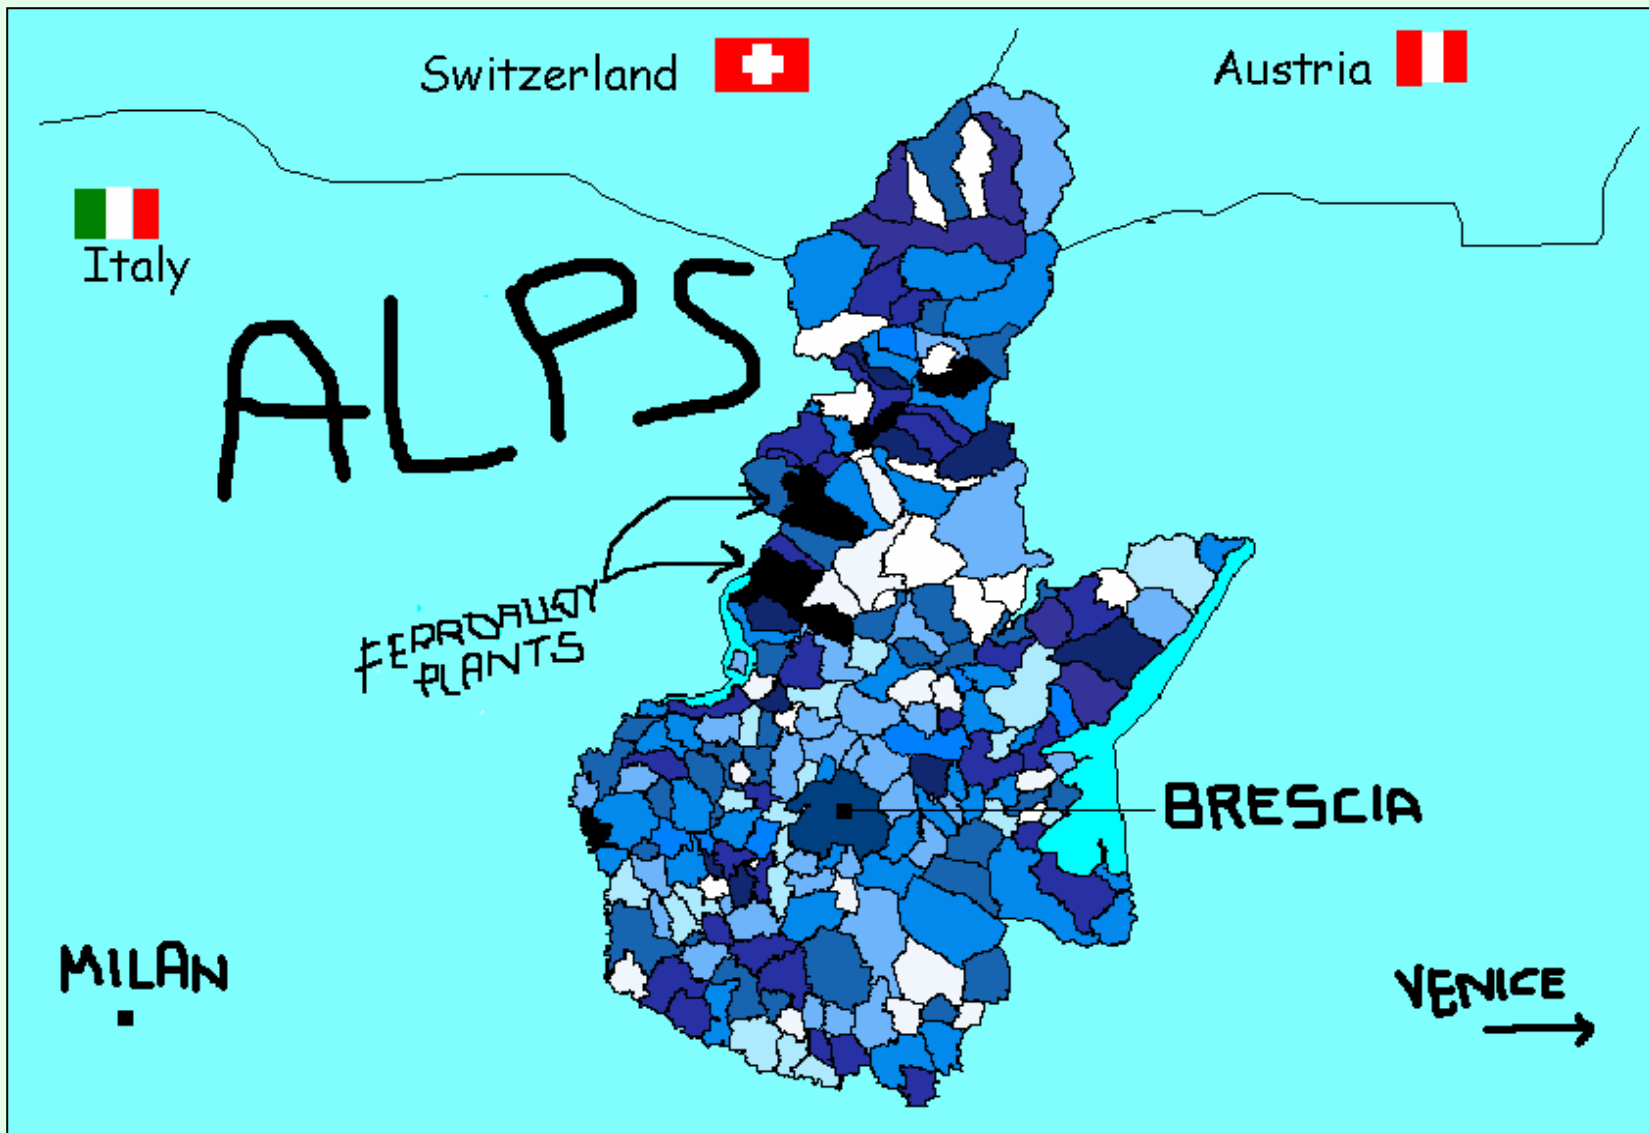 Switzerland
Austria
Italy
ALPS
FERROALLOY
PLANTS
BRESCIA
MILAN
VENICE